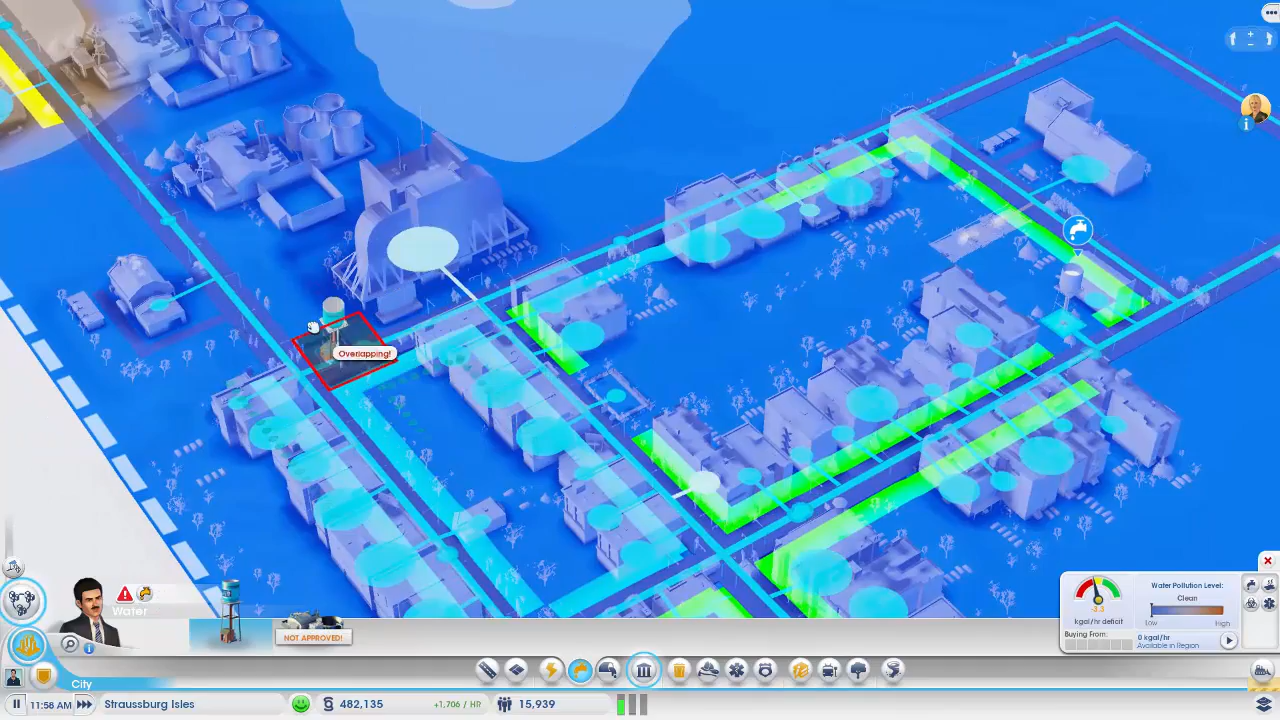 Overlapping!
Water
NOT APPROVED!
Water Pollution Level:
Clean
Low
High
-3.3
kgal/hr deficit
Buying From:
0 kgal/hr
Available in Region
City
11:58 AM
Straussburg Isles
482,135
+1,706 / HR
15,939